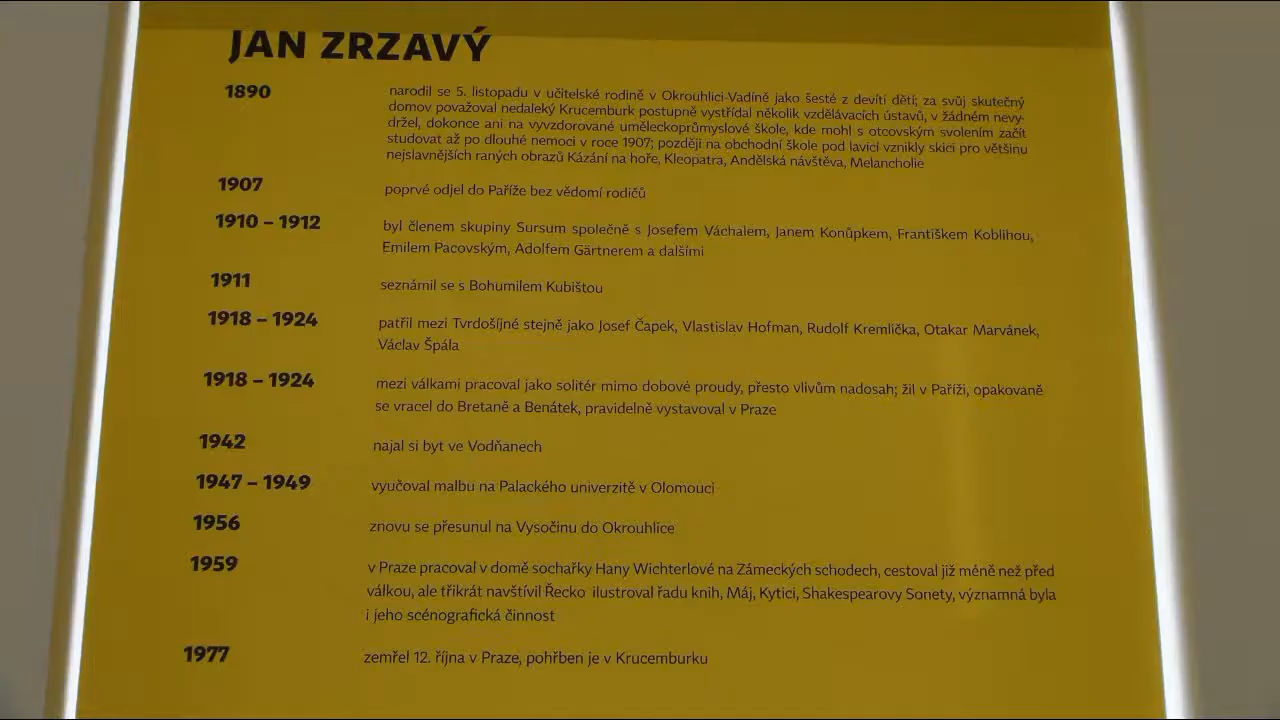 JAN ZRZAVÝ
1890 narodil se 5. listopadu v učitelské rodině v Okrouhlici-Vadíně jako šesté z devíti dětí; za svůj skutečný
domov považoval nedaleký Krucemburk postupně vystřídal několik vzdělávacích ústavů, v žádném nevy-
držel, dokonce ani na vyvzdorované uměleckoprůmyslové škole, kde mohl s otcovským svolením začít
studovat až po dlouhé nemoci v roce 1907; později na obchodní škole pod lavicí vznikly skici pro většinu
nejslavnějších raných obrazů Kázání na hoře, Kleopatra, Andělská návštěva, Melancholie
1907 poprvé odjel do Paříže bez vědomí rodičů
1910 – 1912 byl členem skupiny Sursum společně s Josefem Váchalem, Janem Konůpkem, Františkem Koblihou,
Emilem Pacovským, Adolfem Gärtnerem a dalšími
1911 seznámil se s Bohumilem Kubištou
1918 – 1924 patřil mezi Tvrdošíjné stejně jako Josef Čapek, Vlastislav Hofman, Rudolf Kremlička, Otakar Marvánek,
Václav Špála
1918 – 1924 mezi válkami pracoval jako solitér mimo dobové proudy, přesto vlivům nadosah; žil v Paříži, opakovaně
se vracel do Bretaně a Benátek, pravidelně vystavoval v Praze
1942 najal si byt ve Vodňanech
1947 – 1949 vyučoval malbu na Palackého univerzitě v Olomouci
1956 znovu se přesunul na Vysočinu do Okrouhlice
1959 v Praze pracoval v domě sochařky Hany Wichterlové na Zámeckých schodech, cestoval již méně než před
válkou, ale třikrát navštívil Řecko ilustroval řadu knih, Máj, Kytici, Shakespearovy Sonety, významná byla
i jeho scénografická činnost
1977 zemřel 12. října v Praze, pohřben je v Krucemburku